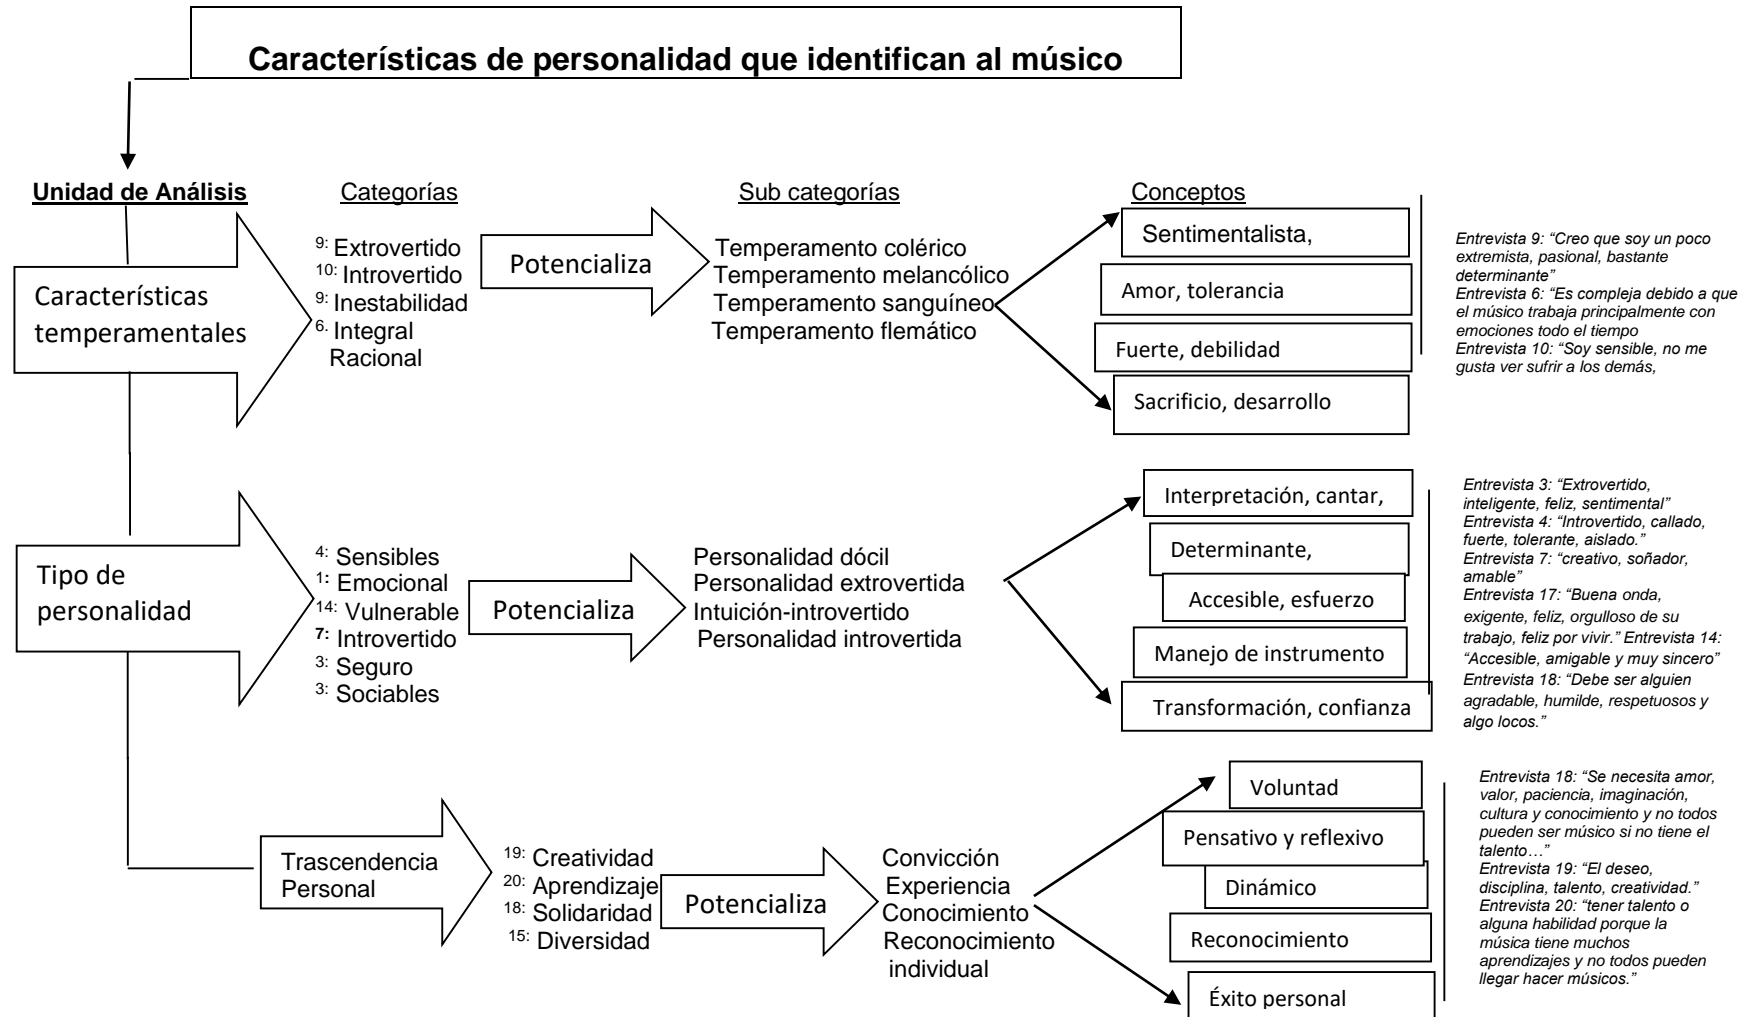 Características de personalidad que identifican al músico
Unidad de Análisis
Categorías
Sub categorías
Conceptos
Características
temperamentales
9: Extrovertido
10: Introvertido
9: Inestabilidad
6. Integral
Racional
Potencializa
Temperamento colérico
Temperamento melancólico
Temperamento sanguíneo
Temperamento flemático
Sentimentalista,
Amor, tolerancia
Fuerte, debilidad
Sacrificio, desarrollo
Entrevista 9: “Creo que soy un poco
extremista, pasional, bastante
determinante”
Entrevista 6: “Es compleja debido a que
el músico trabaja principalmente con
emociones todo el tiempo
Entrevista 10: “Soy sensible, no me
gusta ver sufrir a los demás,
Tipo de
personalidad
4: Sensibles
1: Emocional
14: Vulnerable
7: Introvertido
3: Seguro
3: Sociables
Potencializa
Personalidad dócil
Personalidad extrovertida
Intuición-introvertido
Personalidad introvertida
Interpretación, cantar,
Determinante,
Accesible, esfuerzo
Manejo de instrumento
Transformación, confianza
Entrevista 3: “Extrovertido,
inteligente, feliz, sentimental”
Entrevista 4: “Introvertido, callado,
fuerte, tolerante, aislado.”
Entrevista 7: “creativo, soñador,
amable”
Entrevista 17: “Buena onda,
exigente, feliz, orgulloso de su
trabajo, feliz por vivir.” Entrevista 14:
“Accesible, amigable y muy sincero”
Entrevista 18: “Debe ser alguien
agradable, humilde, respetuosos y
algo locos.”
Trascendencia
Personal
19: Creatividad
20: Aprendizaje
18: Solidaridad
15: Diversidad
Potencializa
Convicción
Experiencia
Conocimiento
Reconocimiento
individual
Voluntad
Pensativo y reflexivo
Dinámico
Reconocimiento
Éxito personal
Entrevista 18: “Se necesita amor,
valor, paciencia, imaginación,
cultura y conocimiento y no todos
pueden ser músico si no tiene el
talento…”
Entrevista 19: “El deseo,
disciplina, talento, creatividad.”
Entrevista 20: “tener talento o
alguna habilidad porque la
música tiene muchos
aprendizajes y no todos pueden
llegar hacer músicos.”